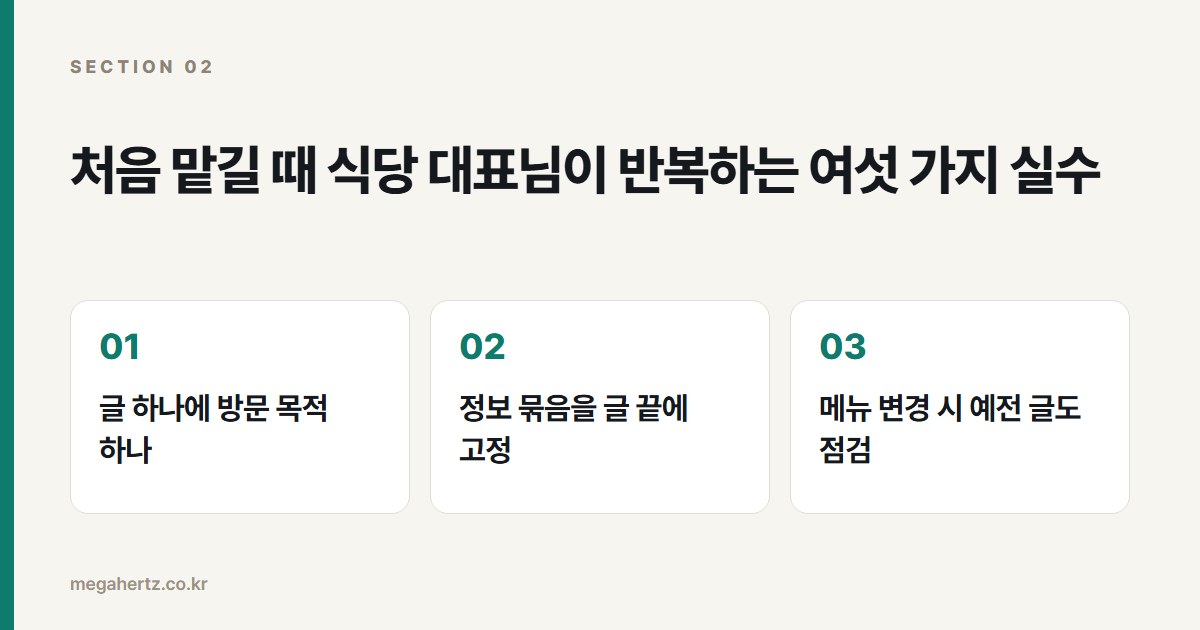 SECTION 02
처음 맡길 때 식당 대표님이 반복하는 여섯 가지 실수
01
글 하나에 방문 목적
하나
02
정보 묶음을 글 끝에
고정
03
메뉴 변경 시 예전 글도
점검
megahertz.co.kr